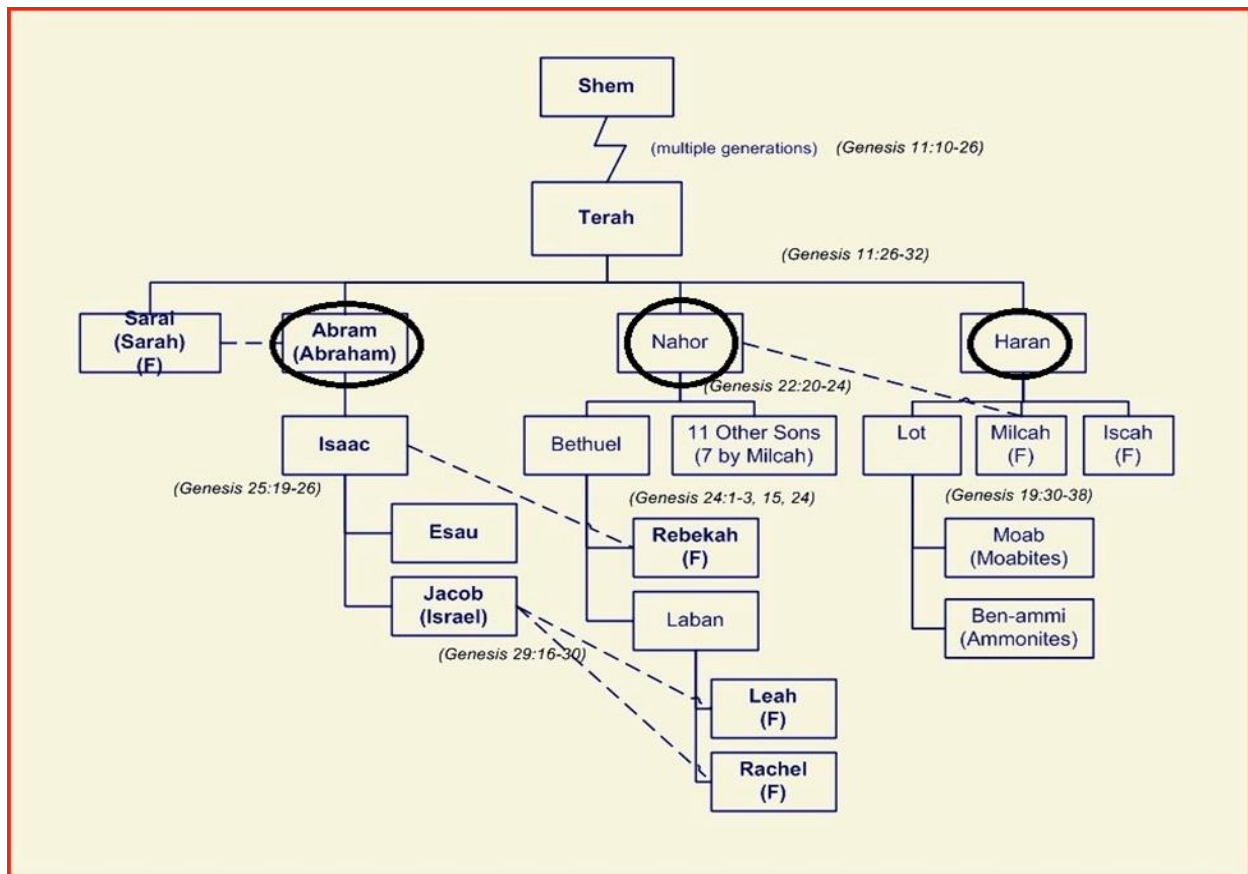 Shem
(multiple generations) (Genesis 11:10-26)
Terah
(Genesis 11:26-32)
Sarai
(Sarah)
(F)
Abram
(Abraham)
Nahor
Haran
(Genesis 22:20-24)
Isaac
Bethuel
11 Other Sons
(7 by Milcah)
Lot
Milcah
(F)
Iscah
(F)
(Genesis 25:19-26)
(Genesis 24:1-3, 15, 24)
(Genesis 19:30-38)
Esau
Rebekah
(F)
Moab
(Moabites)
Jacob
(Israel)
Laban
Ben-ammi
(Ammonites)
(Genesis 29:16-30)
Leah
(F)
Rachel
(F)